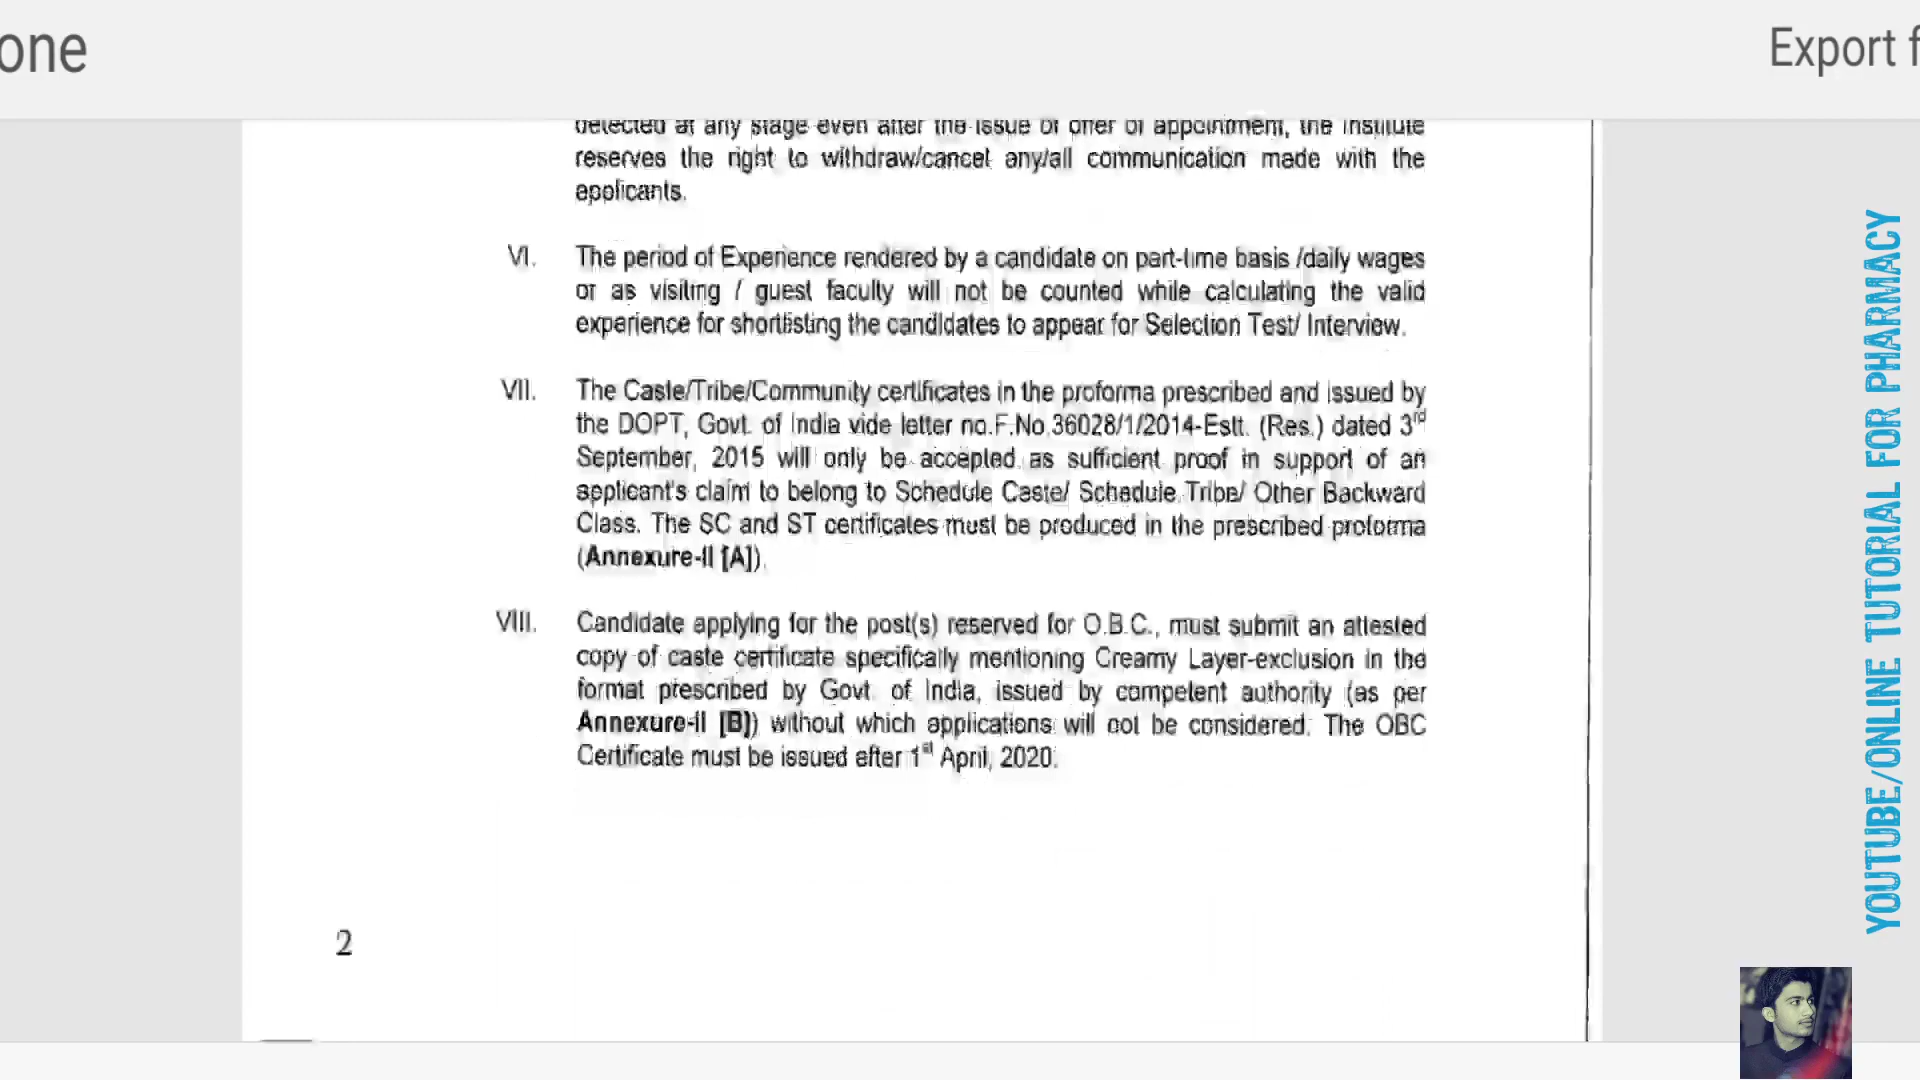 one
Export f
detected at any stage even after the issue of offer of appointment, the Institute
reserves the right to withdraw/cancel any/all communication made with the
applicants.
VI. The period of Experience rendered by a candidate on part-time basis /daily wages
or as visiting / guest faculty will not be counted while calculating the valid
experience for shortlisting the candidates to appear for Selection Test/ Interview.
VII. The Caste/Tribe/Community certificates in the proforma prescribed and issued by
the DOPT, Govt. of India vide letter no.F.No.36028/1/2014-Estt. (Res.) dated 3rd
September, 2015 will only be accepted as sufficient proof in support of an
applicant's claim to belong to Schedule Caste/ Schedule Tribe/ Other Backward
Class. The SC and ST certificates must be produced in the prescribed proforma
(Annexure-II [A]).
VIII. Candidate applying for the post(s) reserved for O.B.C., must submit an attested
copy of caste certificate specifically mentioning Creamy Layer-exclusion in the
format prescribed by Govt. of India, issued by competent authority (as per
Annexure-II [B]) without which applications will not be considered. The OBC
Certificate must be issued after 1st April, 2020.
2
YOUTUBE/ONLINE TUTORIAL FOR PHARMACY